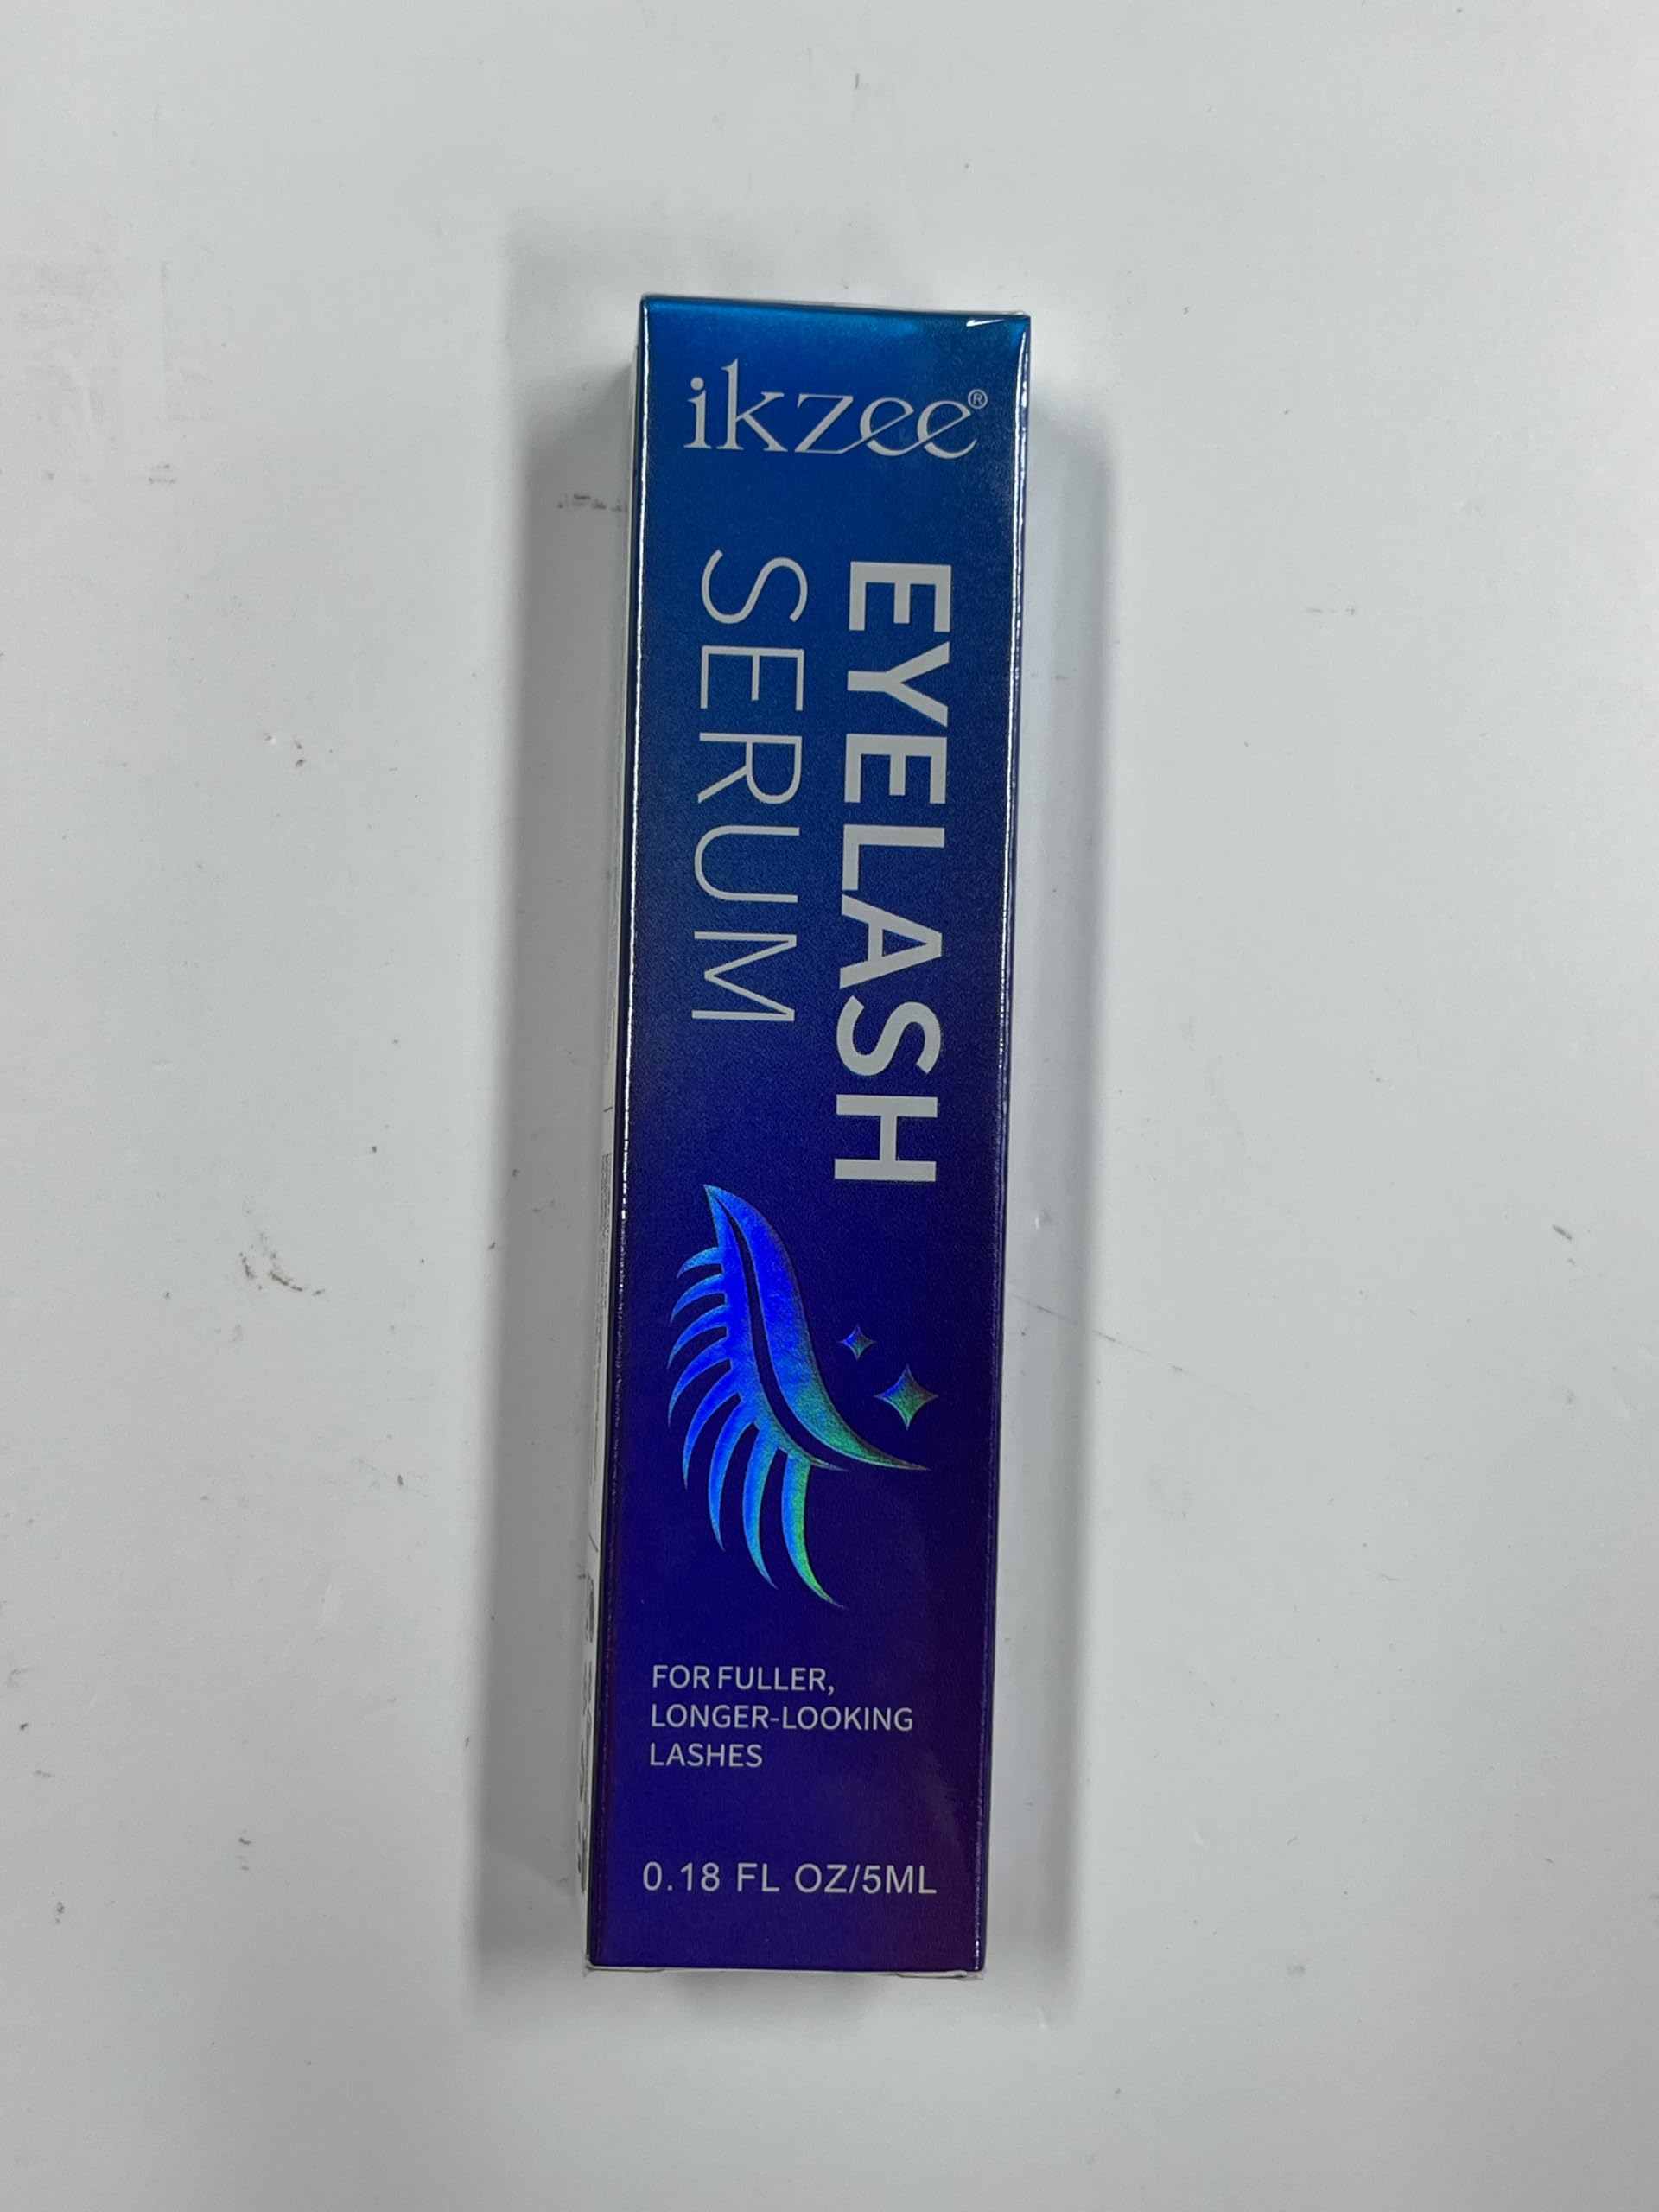 ikzee®
EYELASH
SERUM
FOR FULLER,
LONGER-LOOKING
LASHES
0.18 FL OZ/5ML